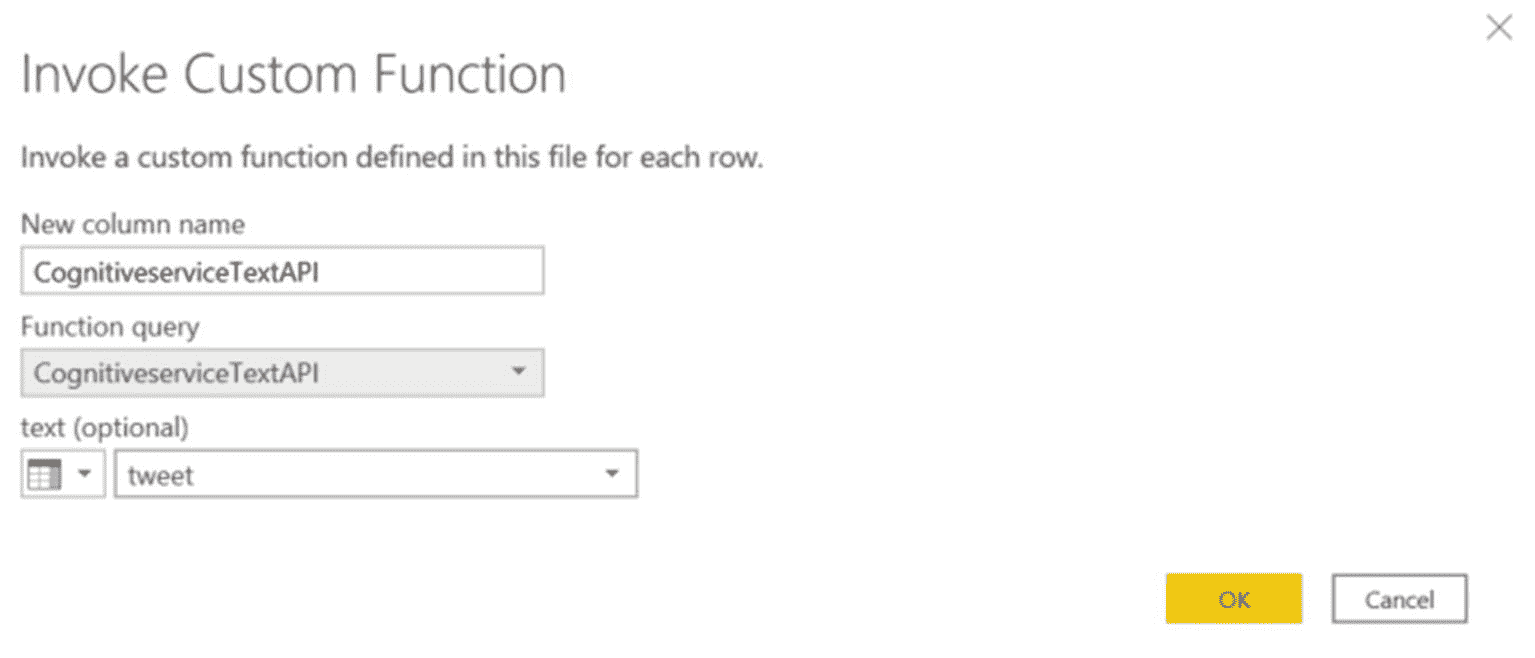 Invoke Custom Function
Invoke a custom function defined in this file for each row.
New column name
CognitiveserviceTextAPI
Function query
CognitiveserviceTextAPI
text (optional)
tweet
OK
Cancel